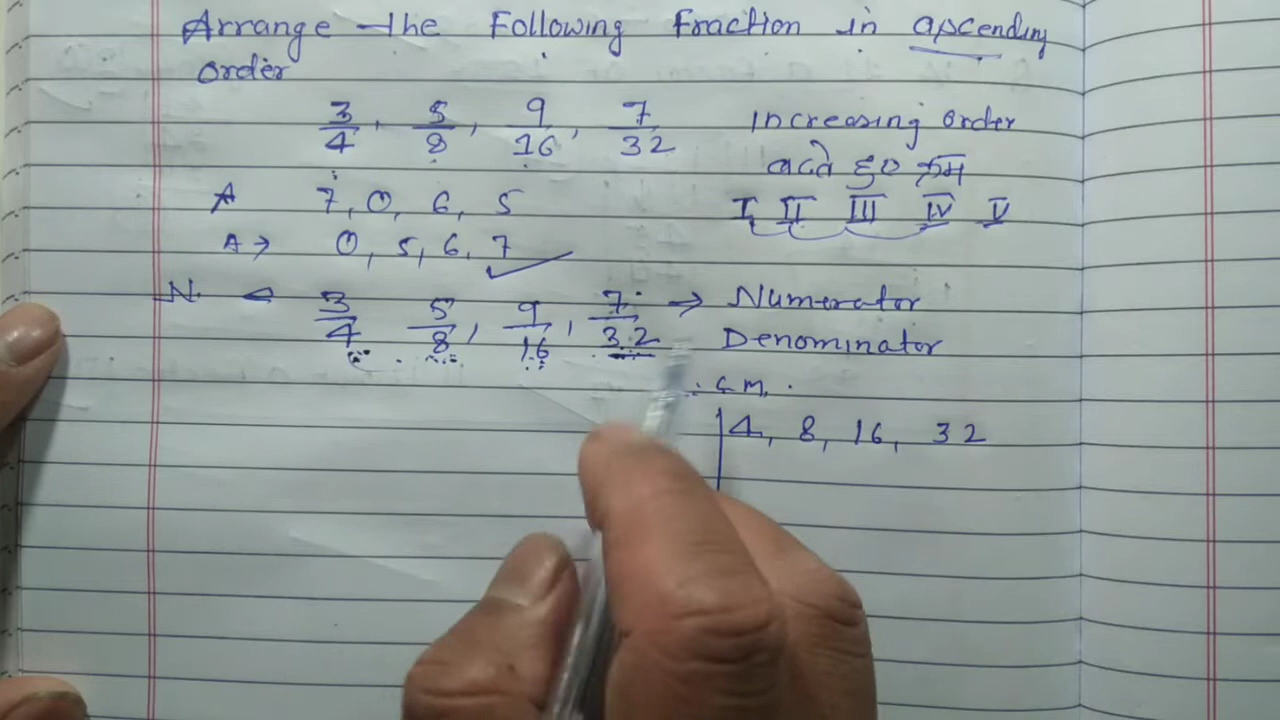 Arrange the Following Fraction in ascending
order
3/4, 5/8, 9/16, 7/32
Increasing order
बढते हुए क्रम
A 7, 0, 6, 5
I, II III IV V
A → 0, 5, 6, 7 ✓
N. ← 3/4 5/8, 9/16, 7/32 → Numerator
Denominator
C M.
4, 8, 16, 32